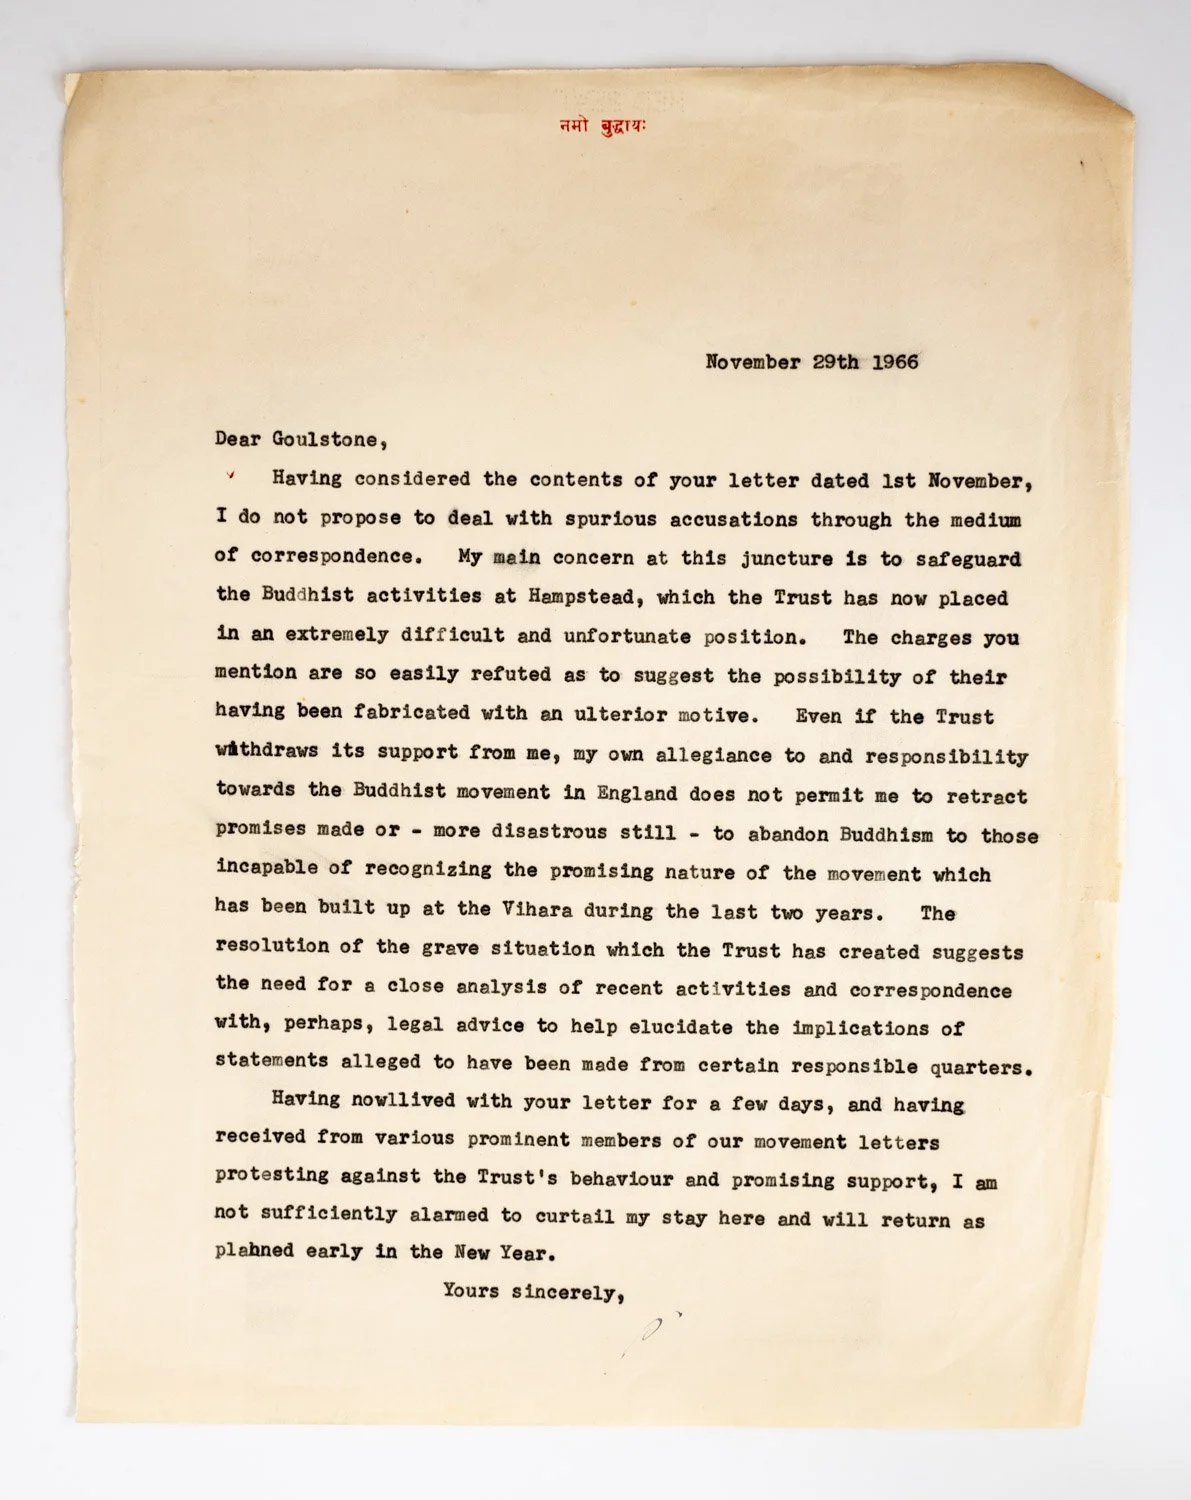 नमो बुद्धायः
November 29th 1966
Dear Goulstone,
Having considered the contents of your letter dated 1st November,
I do not propose to deal with spurious accusations through the medium
of correspondence. My main concern at this juncture is to safeguard
the Buddhist activities at Hampstead, which the Trust has now placed
in an extremely difficult and unfortunate position. The charges you
mention are so easily refuted as to suggest the possibility of their
having been fabricated with an ulterior motive. Even if the Trust
withdraws its support from me, my own allegiance to and responsibility
towards the Buddhist movement in England does not permit me to retract
promises made or - more disastrous still - to abandon Buddhism to those
incapable of recognizing the promising nature of the movement which
has been built up at the Vihara during the last two years. The
resolution of the grave situation which the Trust has created suggests
the need for a close analysis of recent activities and correspondence
with, perhaps, legal advice to help elucidate the implications of
statements alleged to have been made from certain responsible quarters.
Having nowllived with your letter for a few days, and having
received from various prominent members of our movement letters
protesting against the Trust's behaviour and promising support, I am
not sufficiently alarmed to curtail my stay here and will return as
plahned early in the New Year.
Yours sincerely,